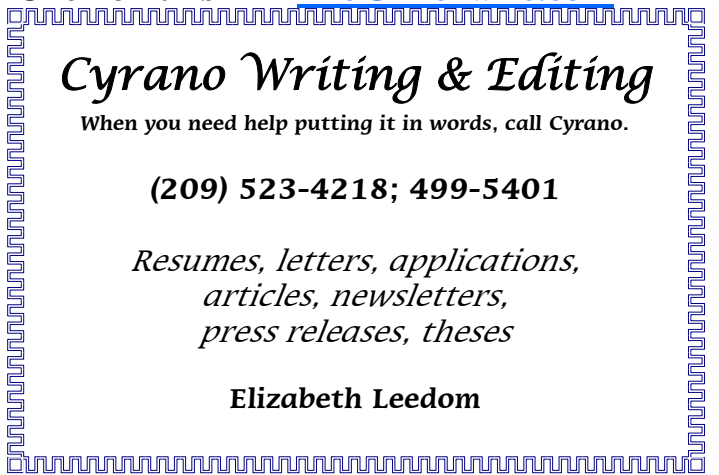 Cyrano Writing & Editing
When you need help putting it in words, call Cyrano.
(209) 523-4218; 499-5401
Resumes, letters, applications,
articles, newsletters,
press releases, theses
Elizabeth Leedom